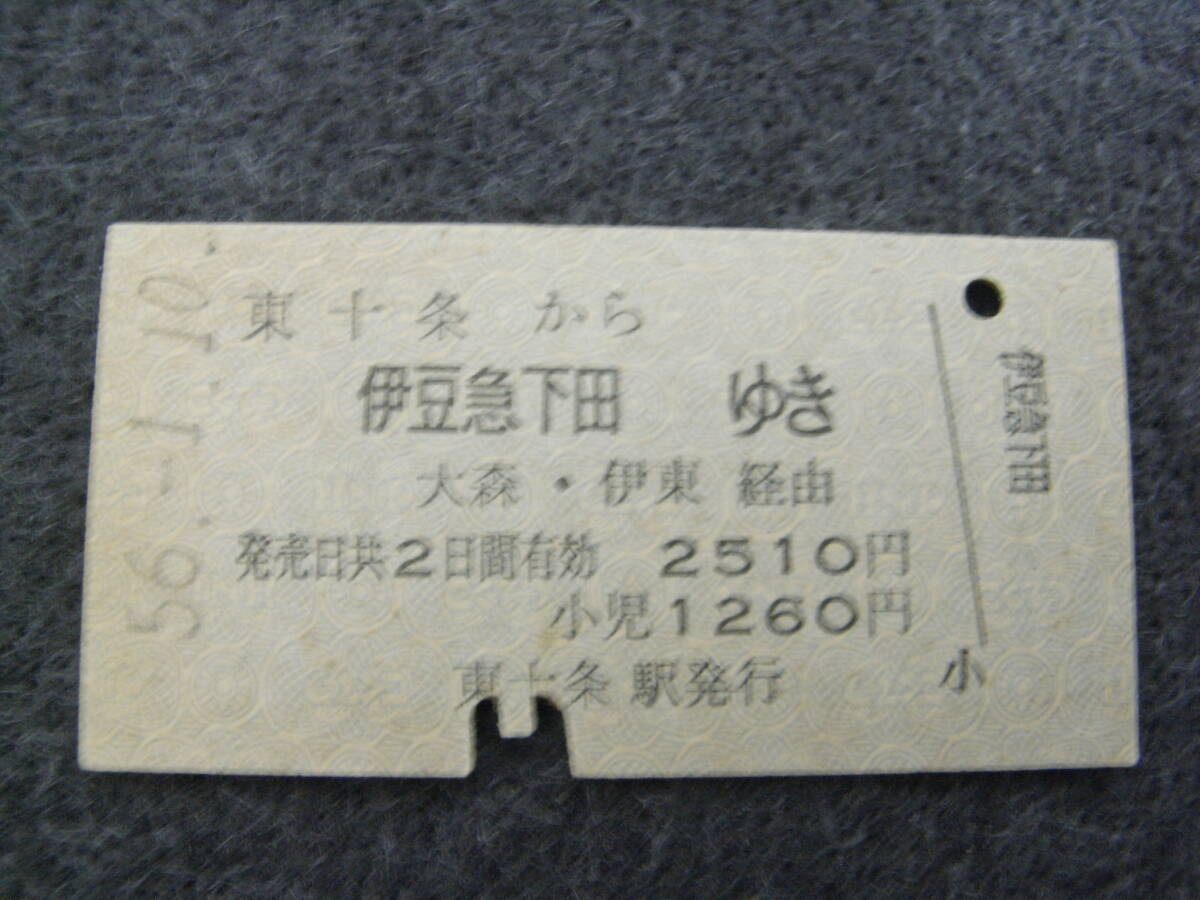 56.-1.10.
東十条 から
伊豆急下田 ゆき
大森・伊東 経由
発売日共2日間有効 2510円
小児1260円
東十条 駅発行
伊豆急下田
小